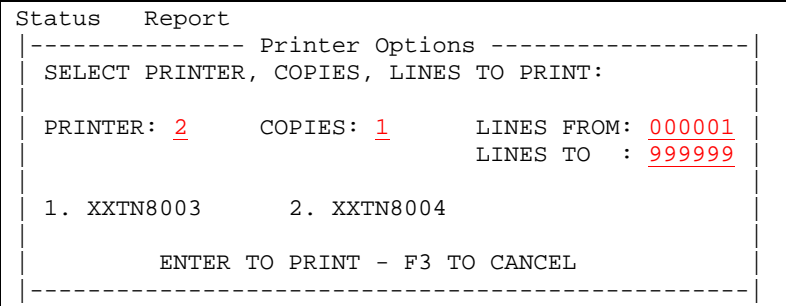 Status   Report
|--------------- Printer Options ------------------|
| SELECT PRINTER, COPIES, LINES TO PRINT:          |
|                                                  |
| PRINTER: 2     COPIES: 1      LINES FROM: 000001 |
|                               LINES TO  : 999999 |
|                                                  |
| 1. XXTN8003      2. XXTN8004                     |
|                                                  |
|         ENTER TO PRINT - F3 TO CANCEL            |
|--------------------------------------------------|